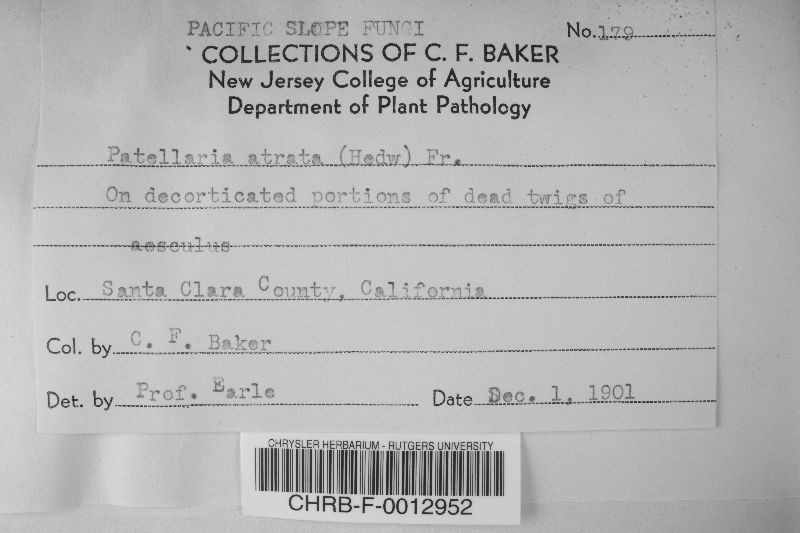 PACIFIC SLOPE FUNGI No. 179
COLLECTIONS OF C. F. BAKER
New Jersey College of Agriculture
Department of Plant Pathology
Patellaria atrata (Hedw) Fr.
On decorticated portions of dead twigs of
aesculus
Loc. Santa Clara County, California
Col. by C. F. Baker
Det. by Prof. Earle Date Dec. 1, 1901
CHRYSLER HERBARIUM - RUTGERS UNIVERSITY
CHRB-F-0012952